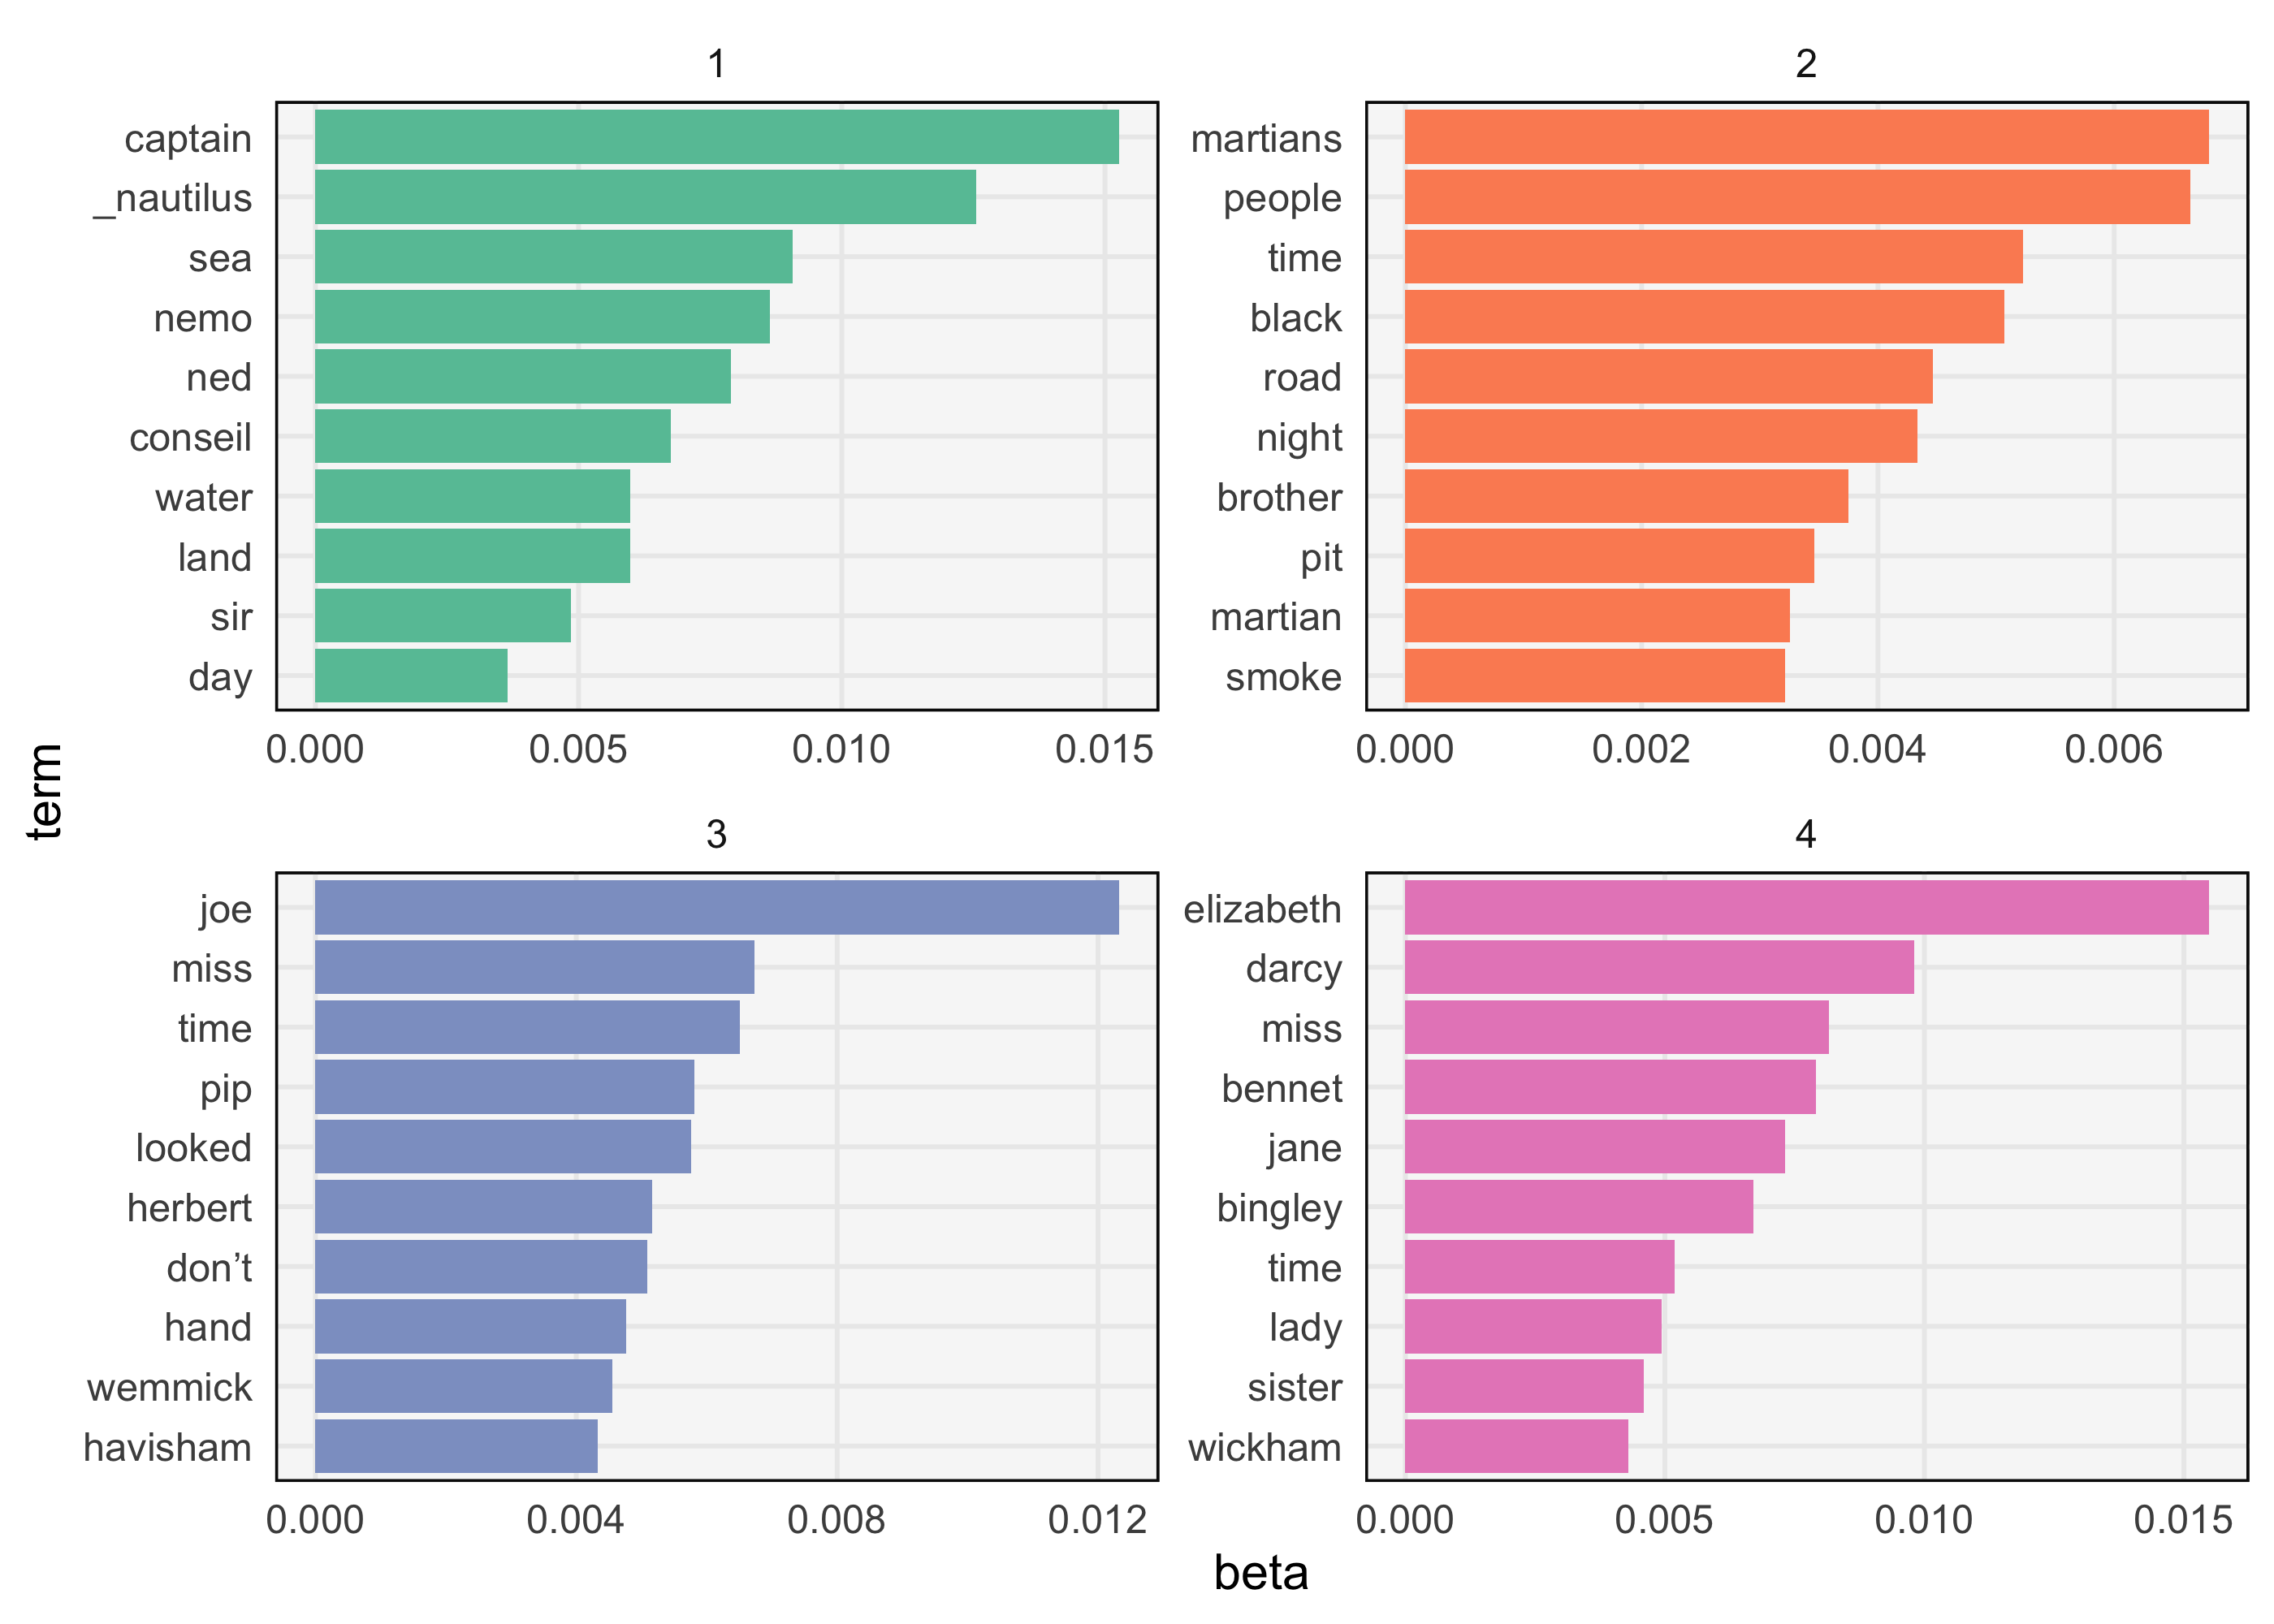 1
captain
_nautilus
sea
nemo
ned
conseil
water
land
sir
day
0.000 0.005 0.010 0.015
2
martians
people
time
black
road
night
brother
pit
martian
smoke
0.000 0.002 0.004 0.006
term
3
joe
miss
time
pip
looked
herbert
don’t
hand
wemmick
havisham
0.000 0.004 0.008 0.012
4
elizabeth
darcy
miss
bennet
jane
bingley
time
lady
sister
wickham
0.000 0.005 0.010 0.015
beta